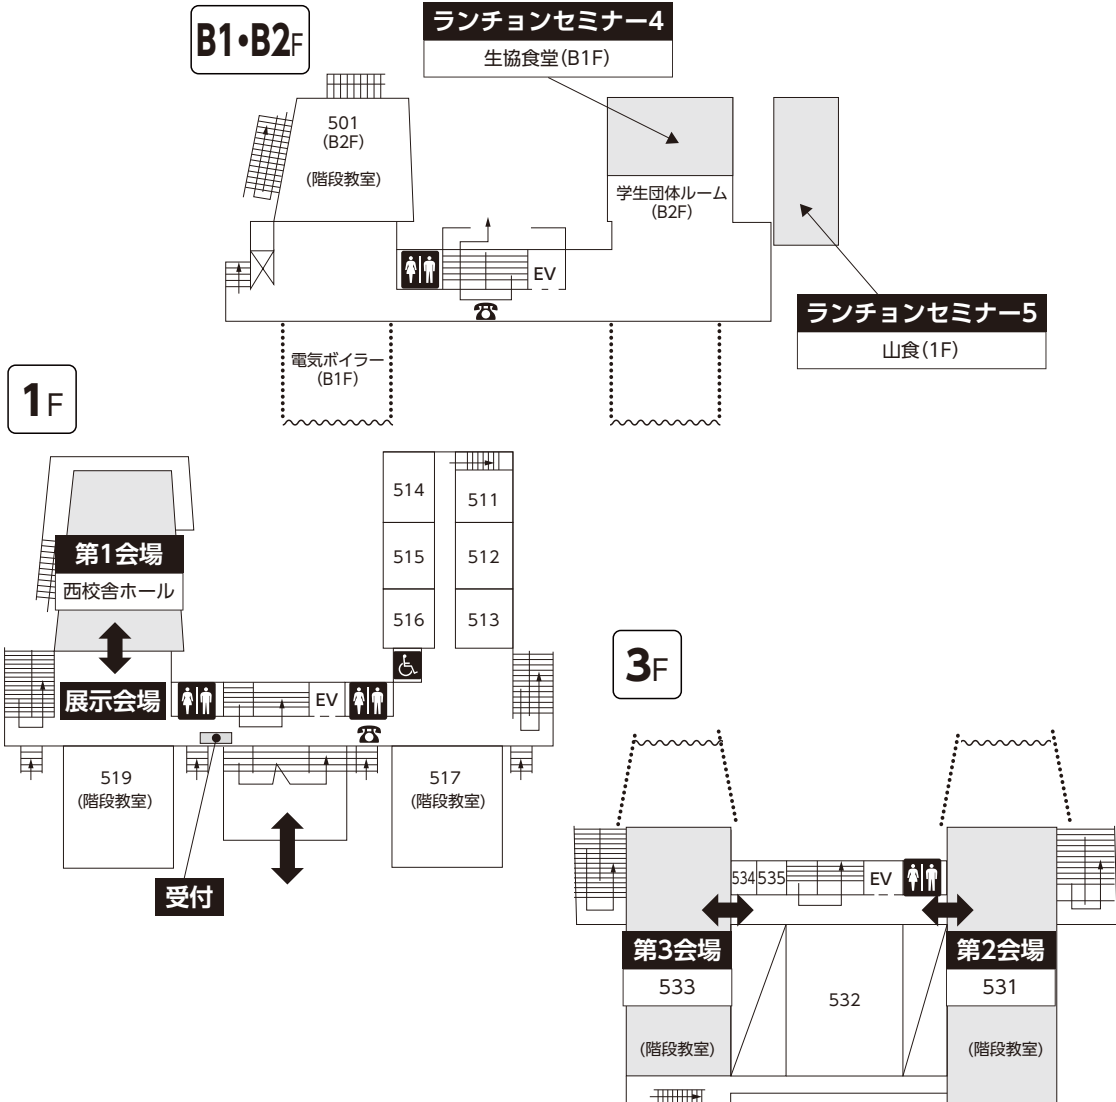 B1・B2F
ランチョンセミナー4
生協食堂(B1F)
501
(B2F)
(階段教室)
学生団体ルーム
(B2F)
EV
ランチョンセミナー5
山食(1F)
電気ボイラー
(B1F)
1F
514
511
515
512
516
513
第1会場
西校舎ホール
展示会場
EV
519
(階段教室)
517
(階段教室)
受付
3F
534
535
EV
第3会場
533
(階段教室)
532
第2会場
531
(階段教室)